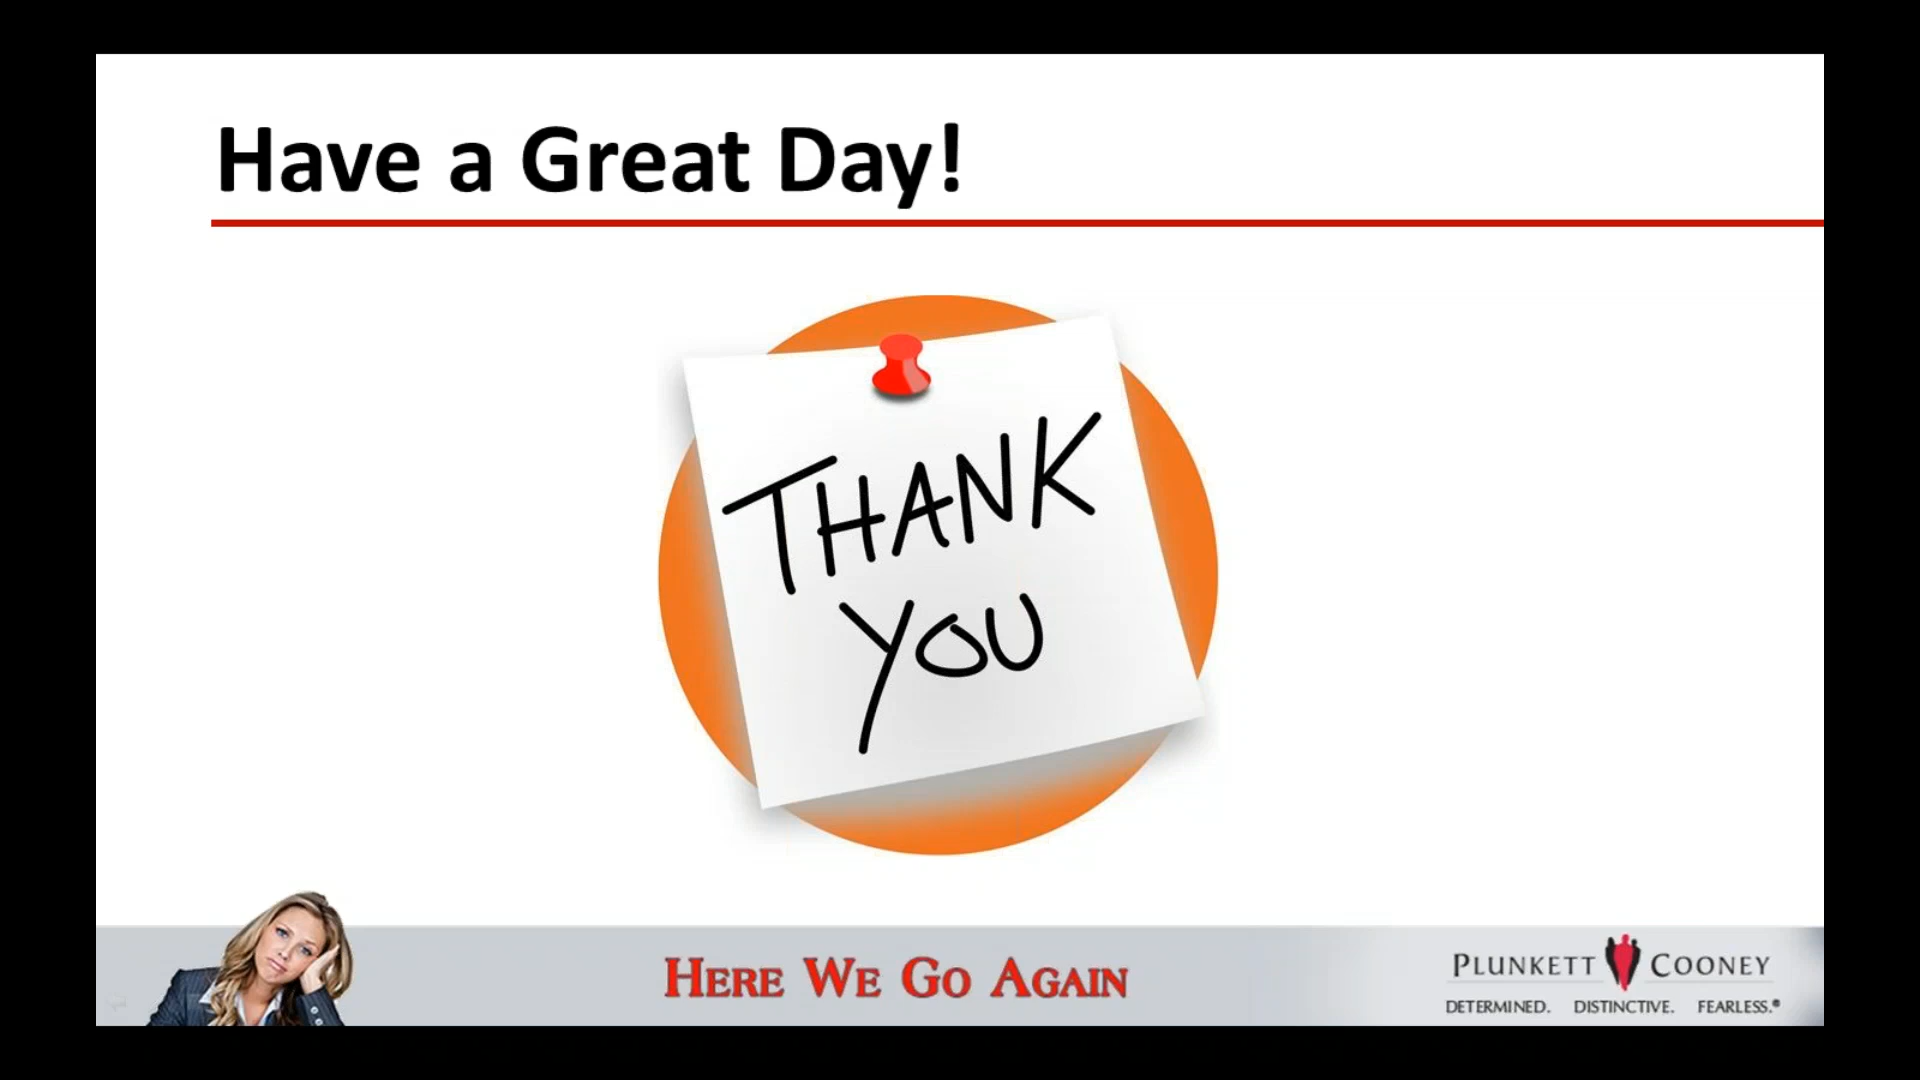 Have a Great Day!
THANK
YOU
HERE WE GO AGAIN
PLUNKETT COONEY
DETERMINED. DISTINCTIVE. FEARLESS.®